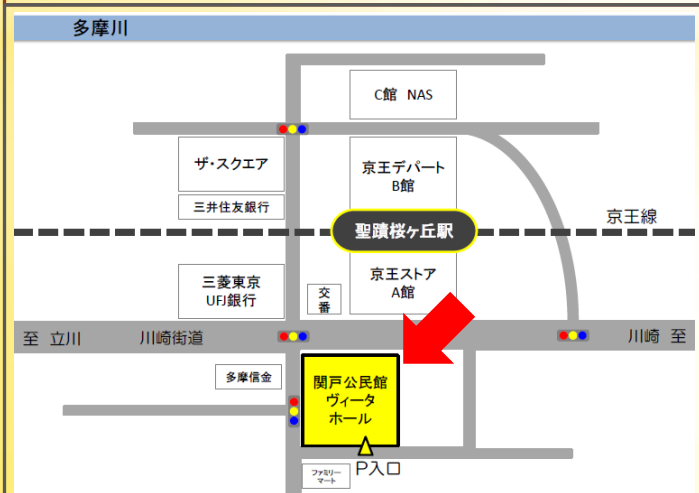 多摩川
C館 NAS
ザ・スクエア
京王デパート
B館
三井住友銀行
京王線
聖蹟桜ヶ丘駅
三菱東京
UFJ銀行
交
番
京王ストア
A館
至 立川
川崎街道
川崎 至
多摩信金
関戸公民館
ヴィータ
ホール
P入口
ファミリー
マート